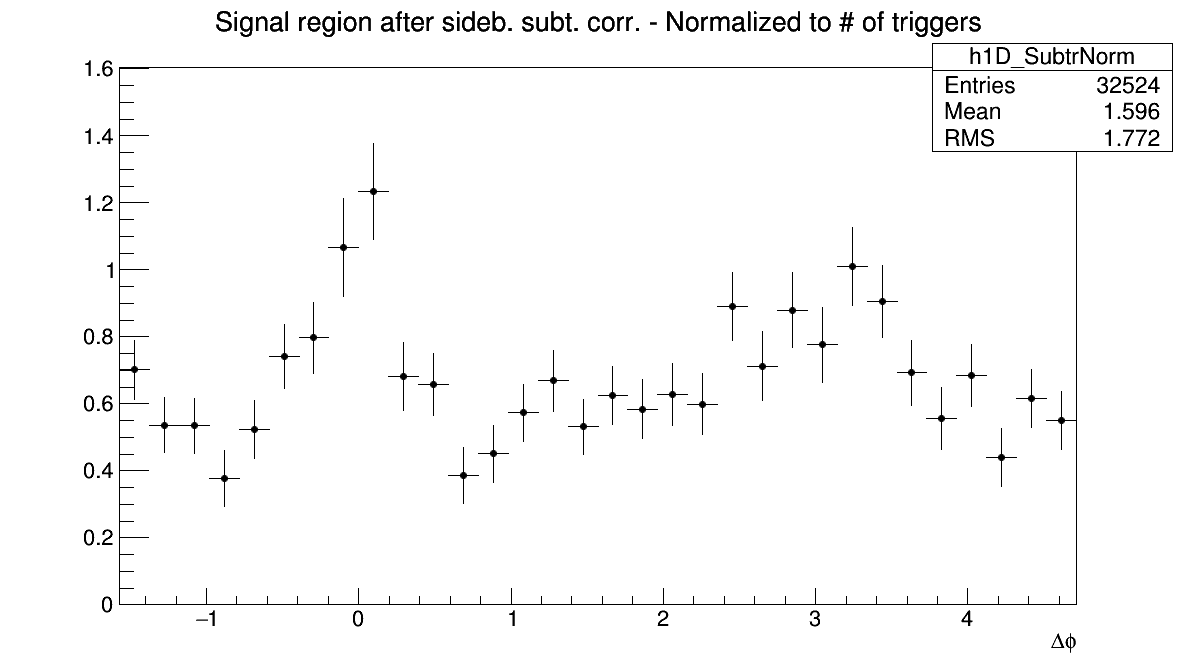 Signal region after sideb. subt. corr. - Normalized to # of triggers
h1D_SubtrNorm
Entries 32524
Mean 1.596
RMS 1.772
1.6
1.4
1.2
1
0.8
0.6
0.4
0.2
0
−1 0 1 2 3 4
Δϕ